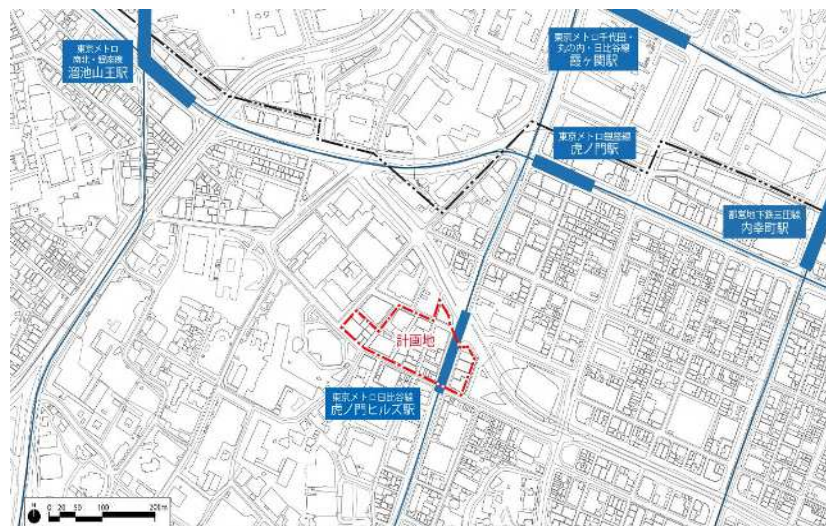 東京メトロ
南北・銀座線
溜池山王駅
東京メトロ千代田・
丸の内・日比谷線
霞ヶ関駅
東京メトロ銀座線
虎ノ門駅
都営地下鉄三田線
内幸町駅
計画地
東京メトロ日比谷線
虎ノ門ヒルズ駅
N
0 20 50 100 200m